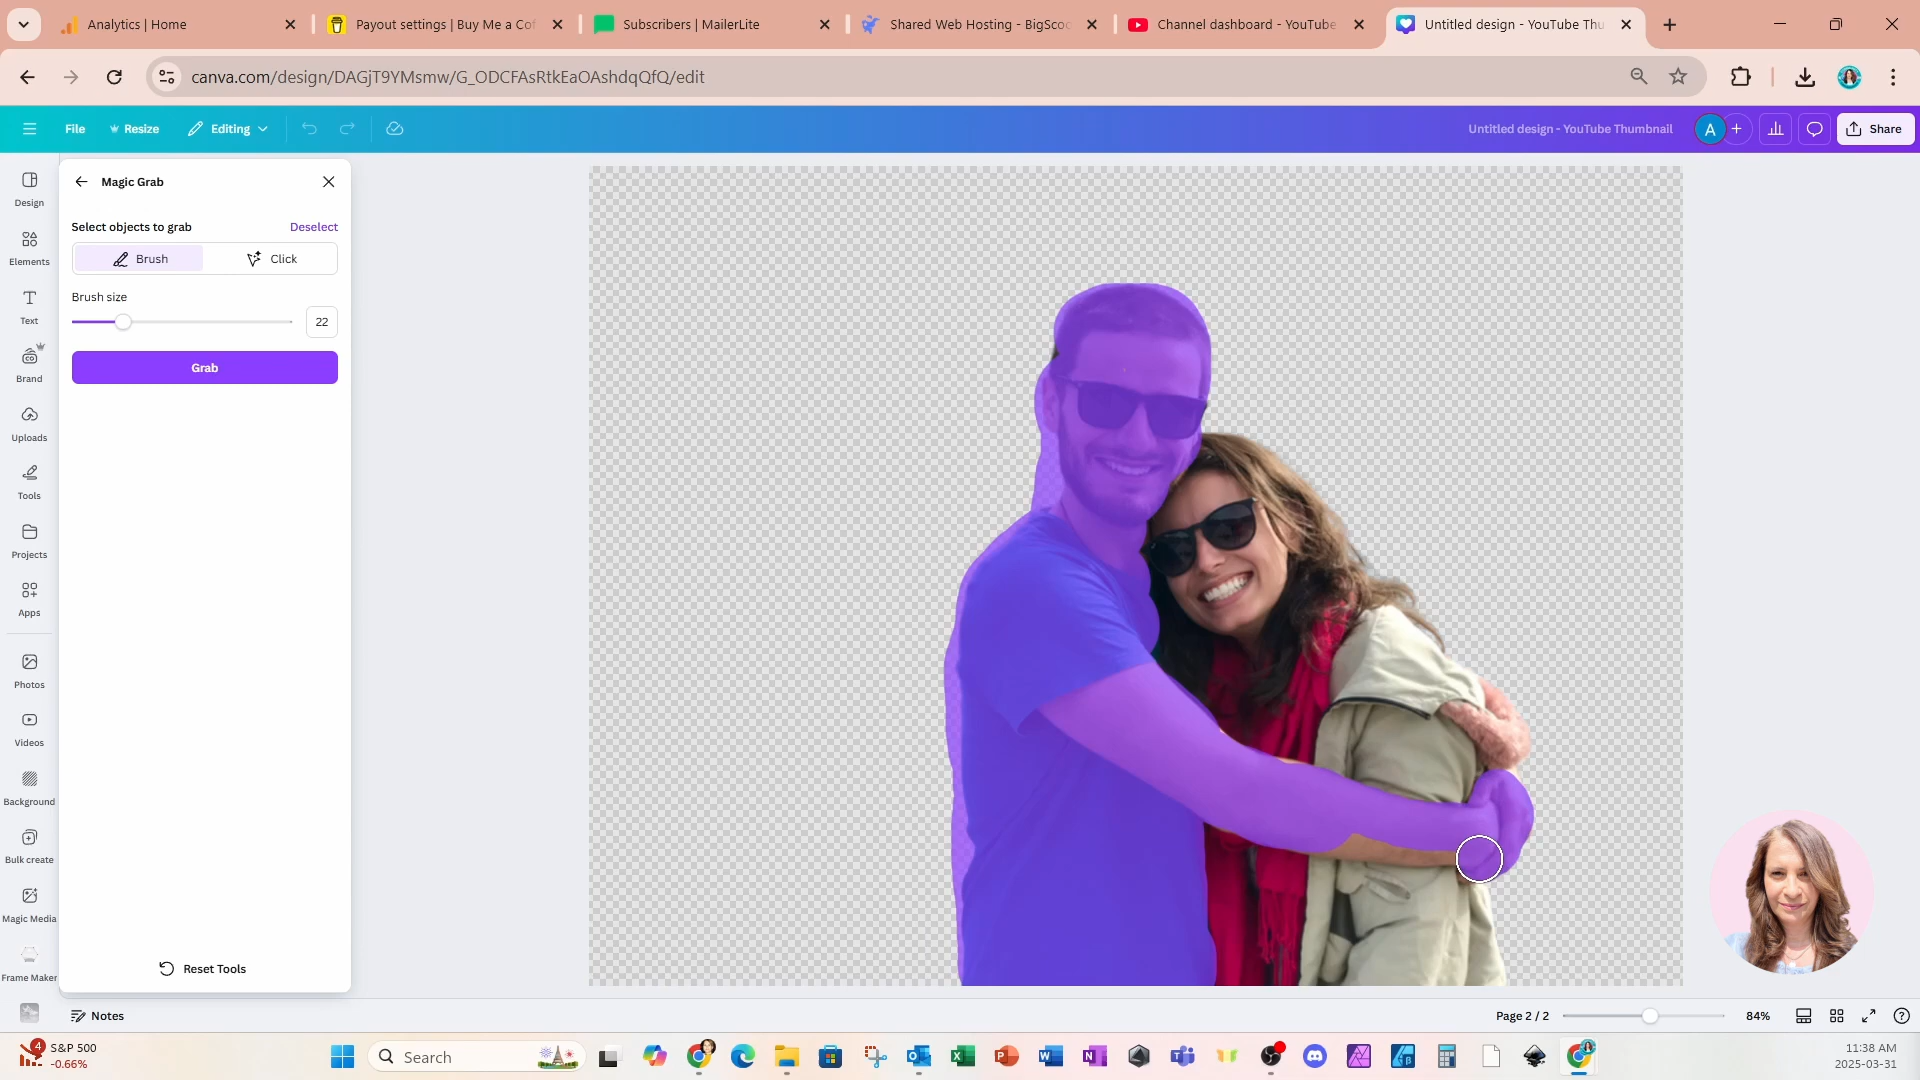 Analytics | Home
Payout settings | Buy Me a Cof
Subscribers | MailerLite
Shared Web Hosting - BigScoo
Channel dashboard - YouTube
Untitled design - YouTube Thu
canva.com/design/DAGjT9YMsmw/G_ODCFAsRtkEaOAshdqQfQ/edit
File
Resize
Editing
Untitled design - YouTube Thumbnail
A
Share
Design
Elements
Text
Brand
Uploads
Tools
Projects
Apps
Photos
Videos
Background
Bulk create
Magic Media
Frame Maker
Magic Grab
Select objects to grab
Deselect
Brush
Click
Brush size
22
Grab
Reset Tools
Notes
Page 2 / 2
84%
4
S&P 500
-0.66%
Search
11:38 AM
2025-03-31